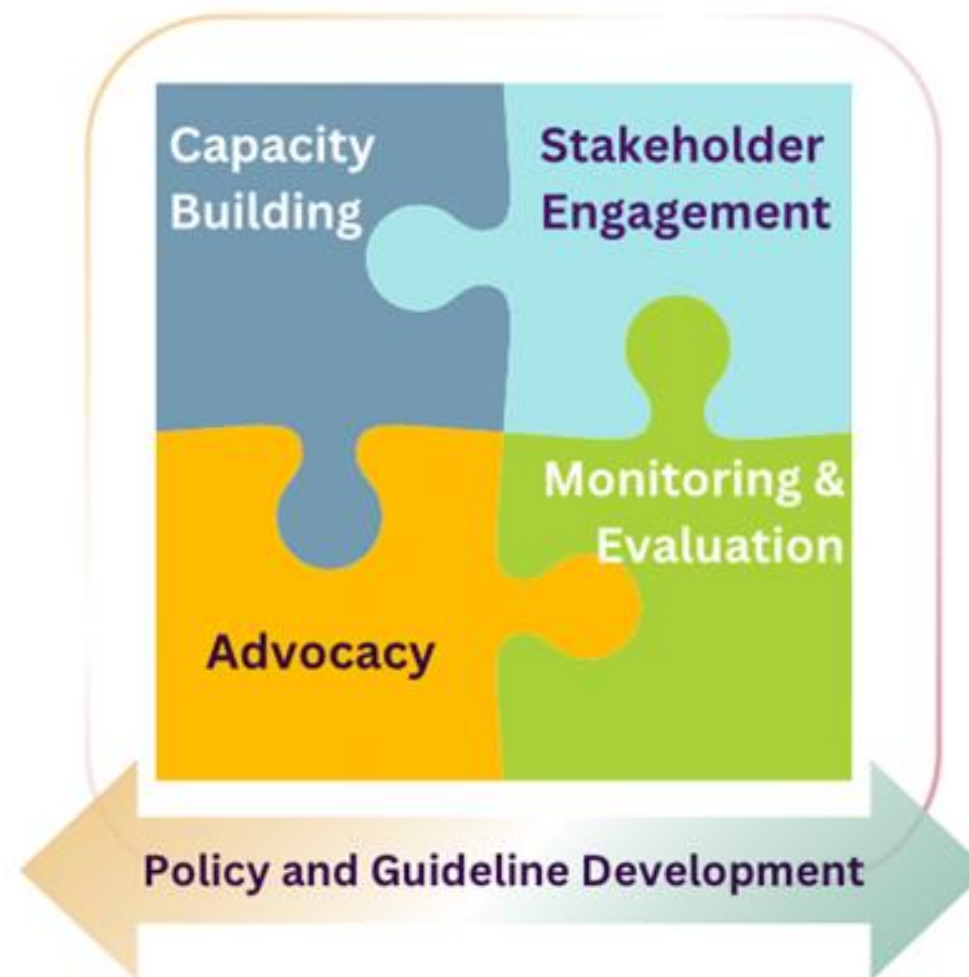 Capacity
Building
Stakeholder
Engagement
Monitoring &
Evaluation
Advocacy
Policy and Guideline Development